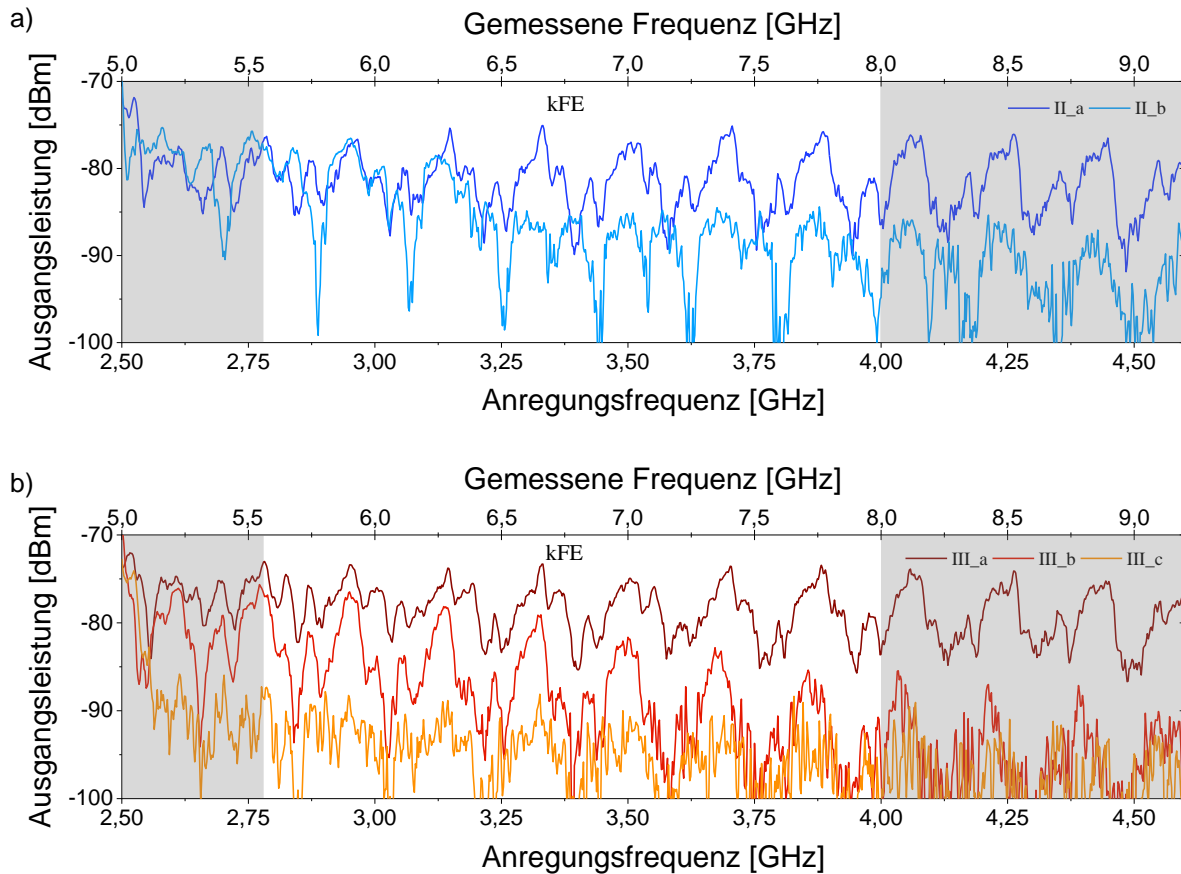 a)
Gemessene Frequenz [GHz]
5,0 5,5 6,0 6,5 7,0 7,5 8,0 8,5 9,0
Ausgangsleistung [dBm]
-70
-80
-90
-100
kFE
II_a II_b
2,50 2,75 3,00 3,25 3,50 3,75 4,00 4,25 4,50
Anregungsfrequenz [GHz]
b)
Gemessene Frequenz [GHz]
5,0 5,5 6,0 6,5 7,0 7,5 8,0 8,5 9,0
Ausgangsleistung [dBm]
-70
-80
-90
-100
kFE
III_a III_b III_c
2,50 2,75 3,00 3,25 3,50 3,75 4,00 4,25 4,50
Anregungsfrequenz [GHz]